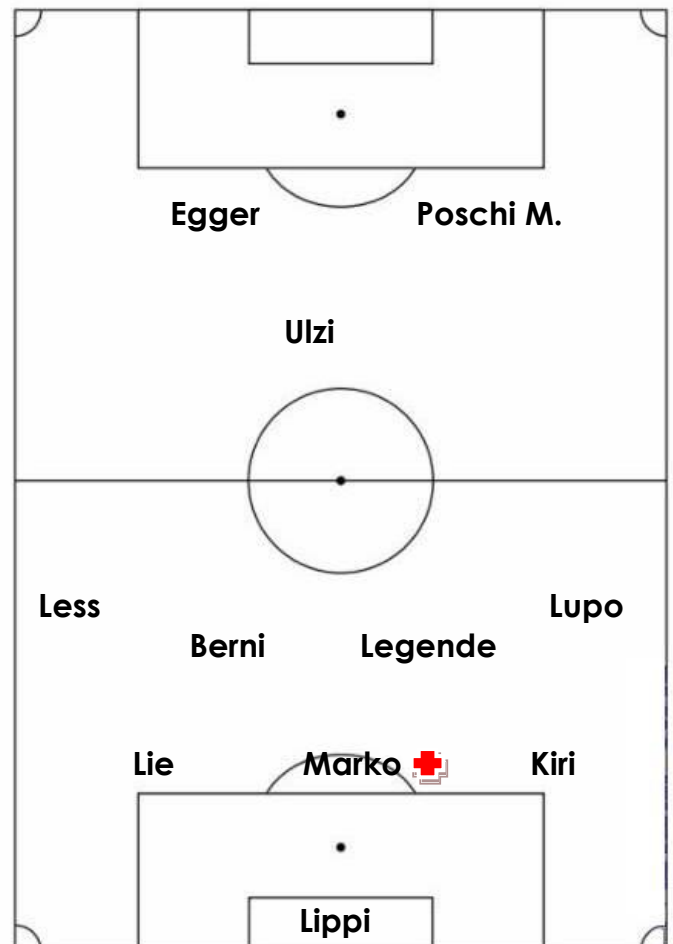 Egger Poschi M.
Ulzi
Less Lupo
Berni Legende
Lie Marko Kiri
Lippi